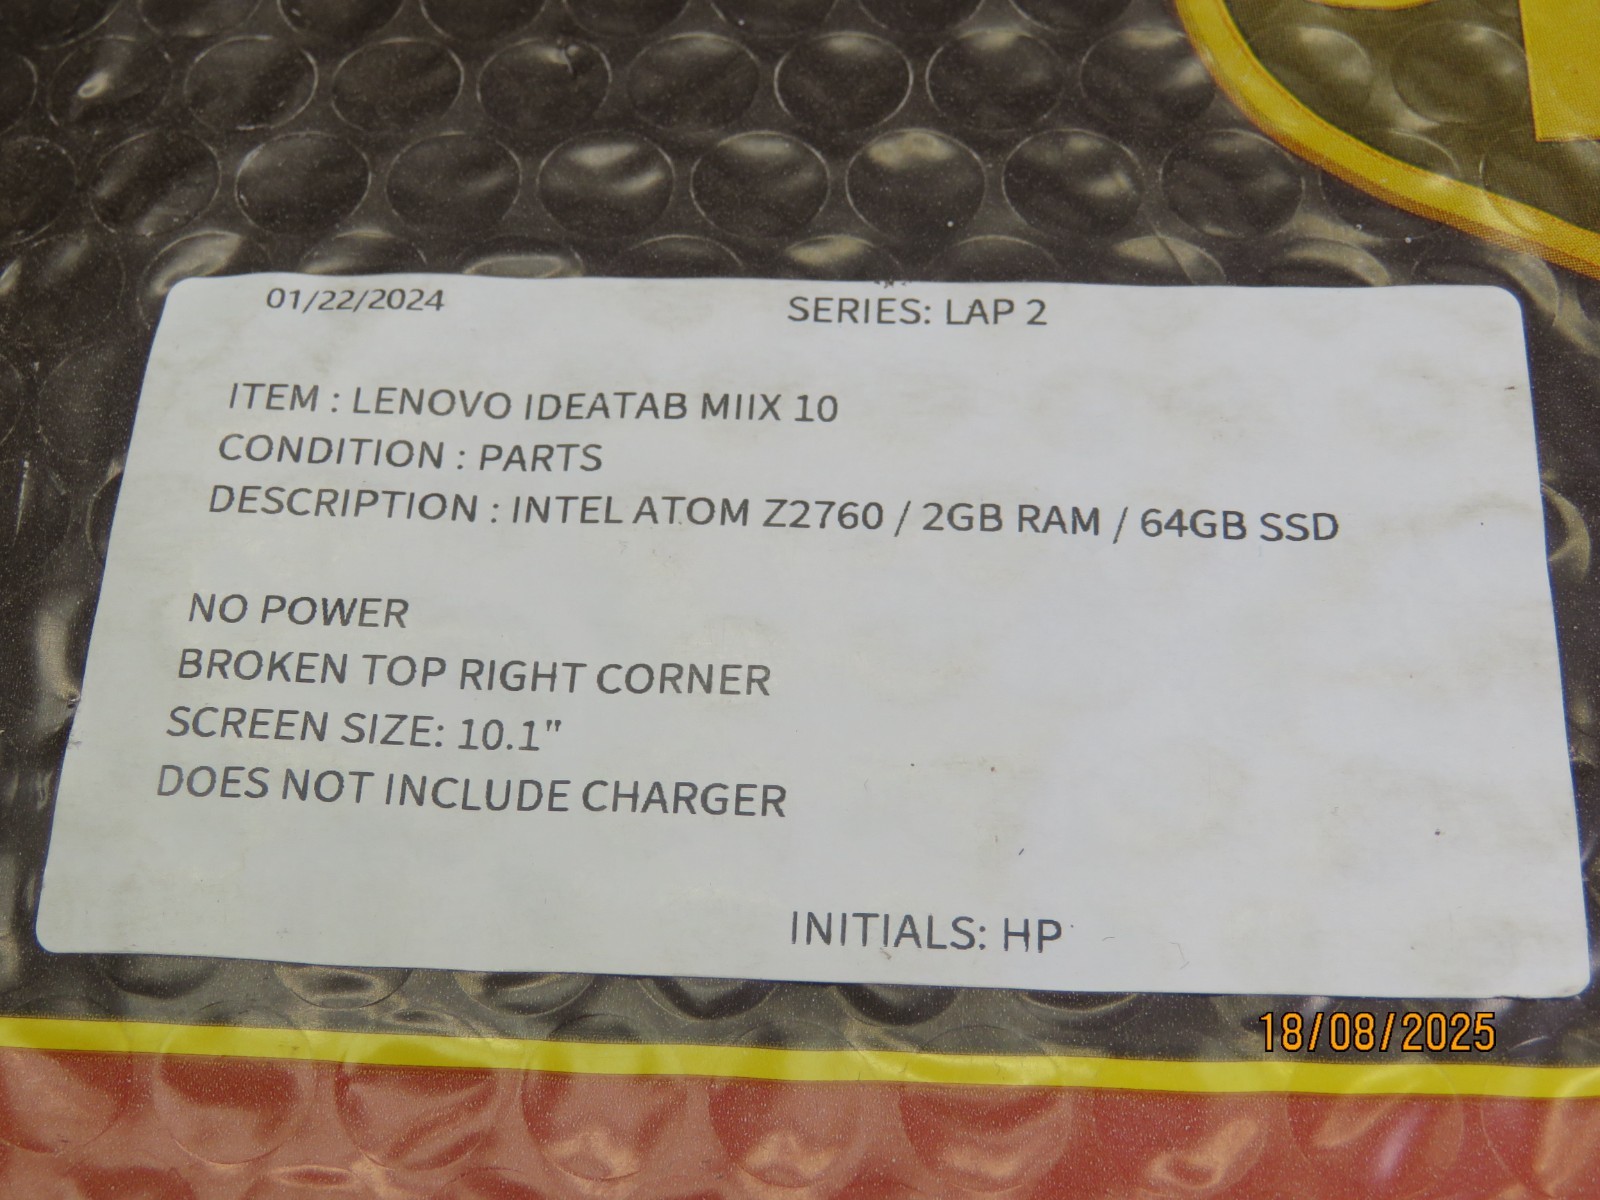 01/22/2024 SERIES: LAP 2
ITEM : LENOVO IDEATAB MIIX 10
CONDITION : PARTS
DESCRIPTION : INTEL ATOM Z2760 / 2GB RAM / 64GB SSD
NO POWER
BROKEN TOP RIGHT CORNER
SCREEN SIZE: 10.1"
DOES NOT INCLUDE CHARGER
INITIALS: HP
18/08/2025